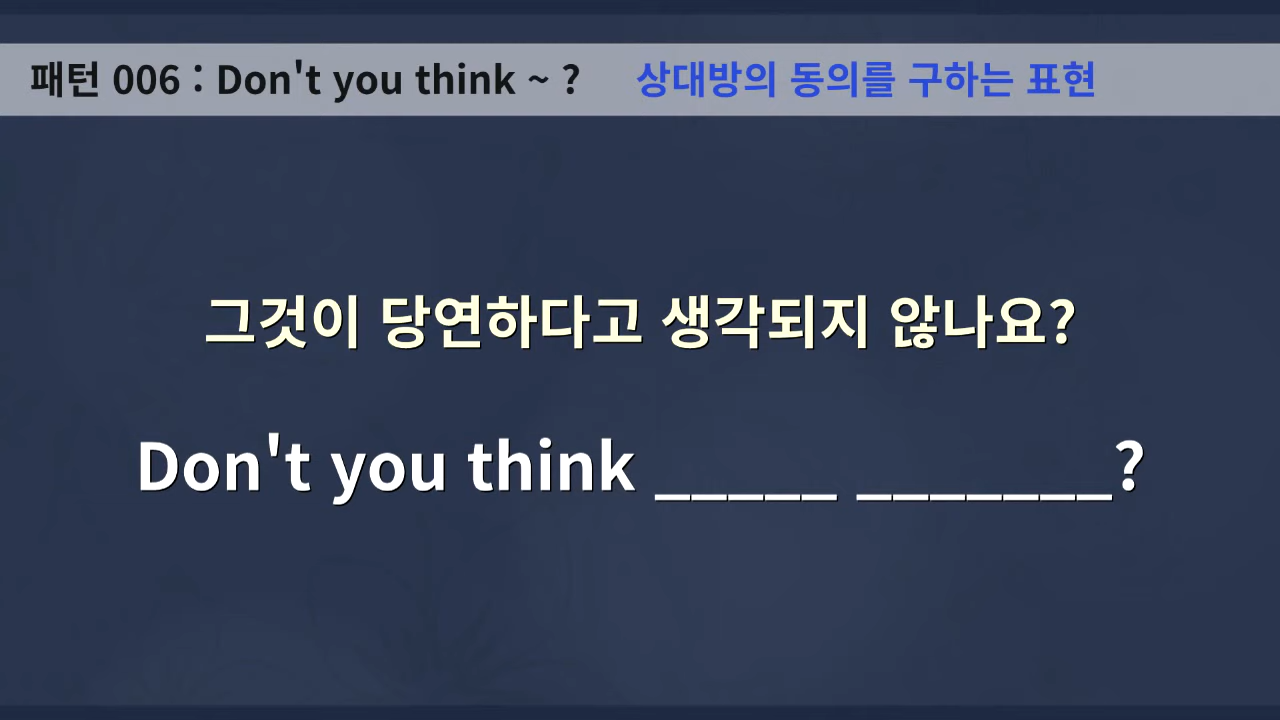 패턴 006 : Don't you think ~ ? 상대방의 동의를 구하는 표현
그것이 당연하다고 생각되지 않나요?
Don't you think _____ _______?